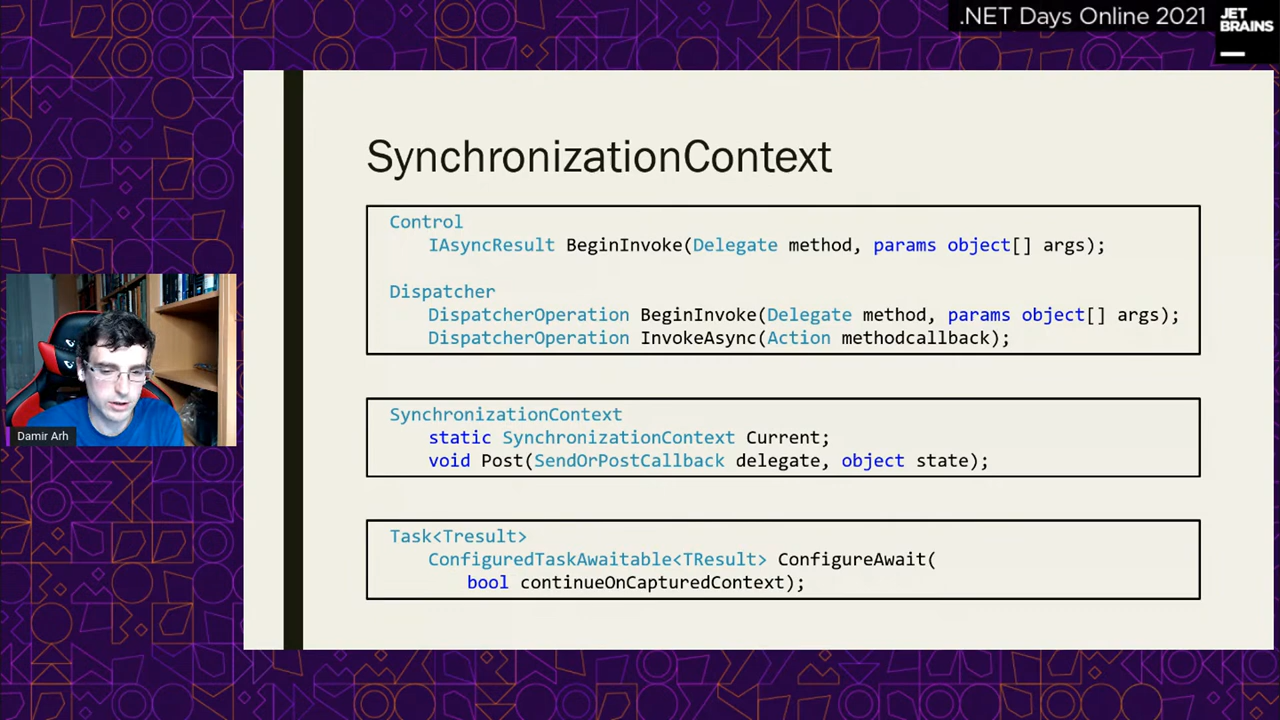 .NET Days Online 2021
JET
BRAINS
SynchronizationContext
Control
IAsyncResult BeginInvoke(Delegate method, params object[] args);
Dispatcher
DispatcherOperation BeginInvoke(Delegate method, params object[] args);
DispatcherOperation InvokeAsync(Action methodcallback);
SynchronizationContext
static SynchronizationContext Current;
void Post(SendOrPostCallback delegate, object state);
Task<Tresult>
ConfiguredTaskAwaitable<TResult> ConfigureAwait(
bool continueOnCapturedContext);
Damir Arh